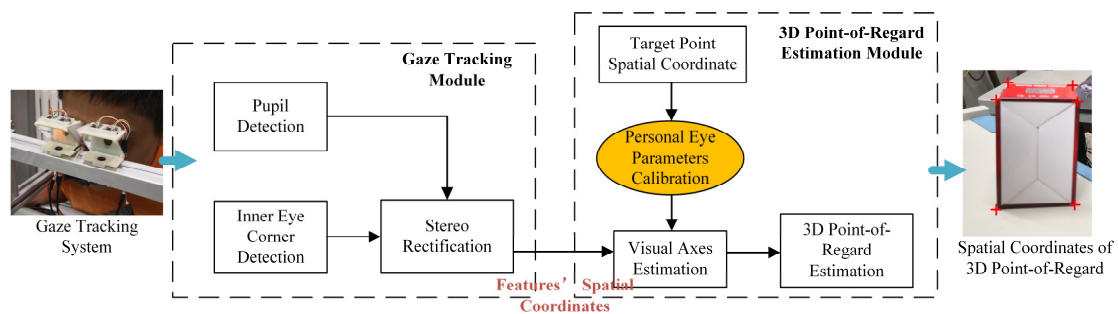 Gaze Tracking
System
Gaze Tracking
Module
Pupil
Detection
Inner Eye
Corner
Detection
Stereo
Rectification
Features’ Spatial
Coordinates
3D Point-of-Regard
Estimation Module
Target Point
Spatial Coordinatc
Personal Eye
Parameters
Calibration
Visual Axes
Estimation
3D Point-of-
Regard
Estimation
Spatial Coordinates of
3D Point-of-Regard